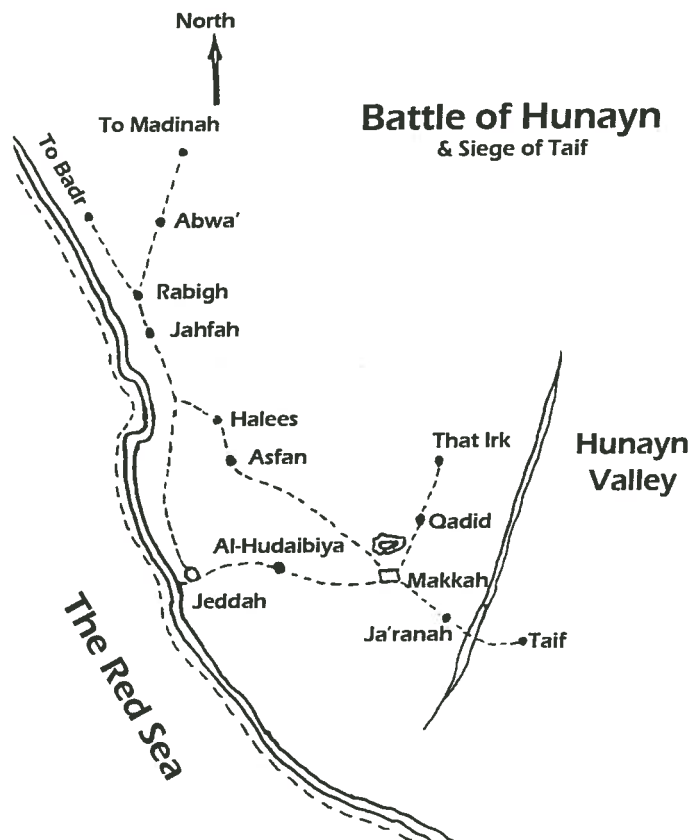 North
To Madinah
Battle of Hunayn
& Siege of Taif
To Badr
Abwa'
Rabigh
Jahfah
Halees
Asfan
That Irk
Hunayn
Valley
Qadid
Al-Hudaibiya
Makkah
Jeddah
Ja'ranah
Taif
The Red Sea